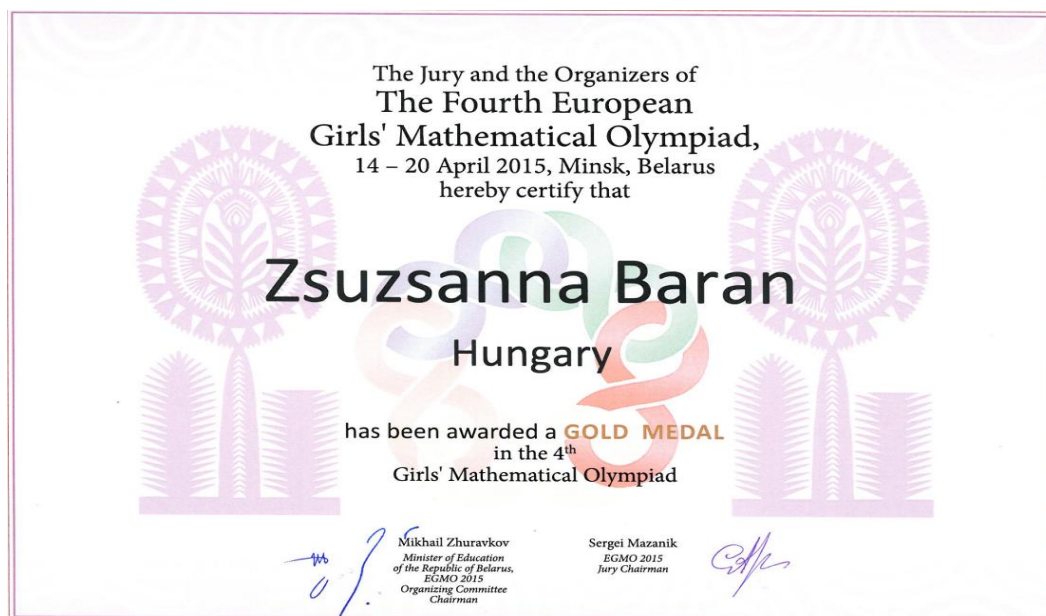 The Jury and the Organizers of
The Fourth European
Girls' Mathematical Olympiad,
14 – 20 April 2015, Minsk, Belarus
hereby certify that
Zsuzsanna Baran
Hungary
has been awarded a GOLD MEDAL
in the 4th
Girls' Mathematical Olympiad
Mikhail Zhuravkov
Minister of Education
of the Republic of Belarus,
EGMO 2015
Organizing Committee
Chairman
Sergei Mazanik
EGMO 2015
Jury Chairman